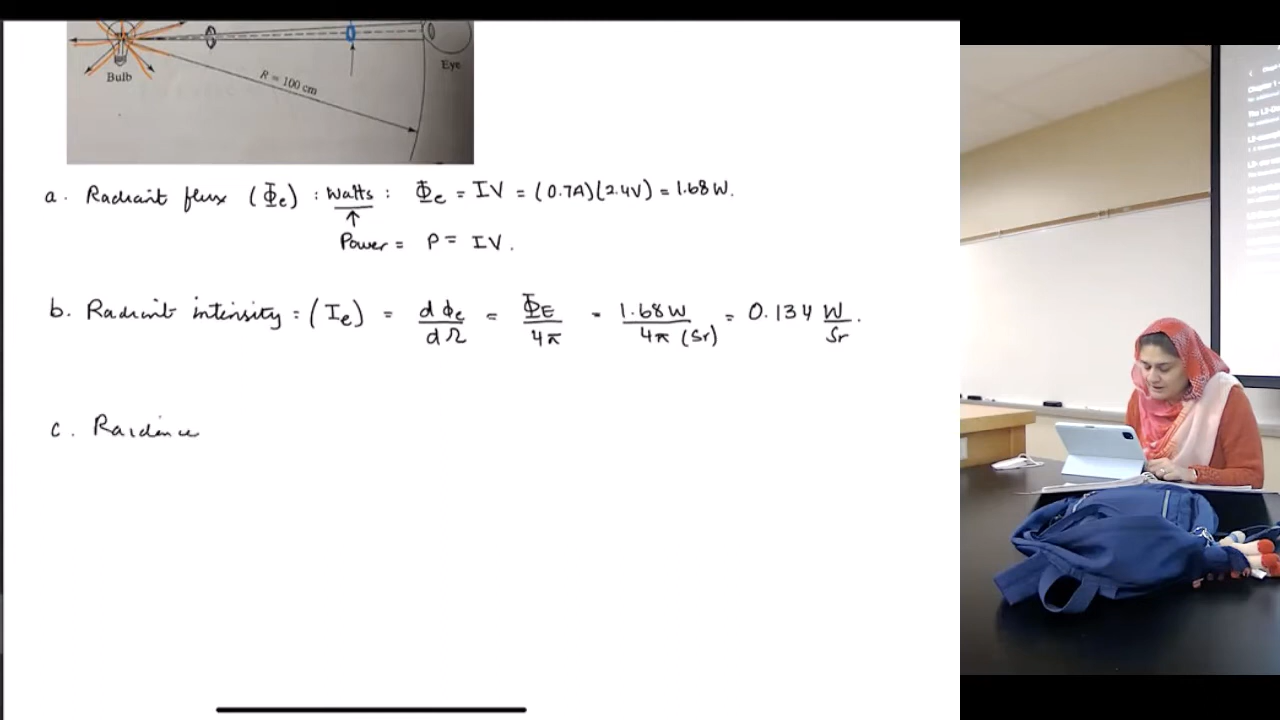 Bulb
R = 100 cm
Eye
a. Radiant flux (Φe) : Watts : Φe = IV = (0.7A)(2.4V) = 1.68 W.
↑
Power = P = IV.
b. Radiant intensity : (Ie) = dϕe/dΩ = ΦE/4π = 1.68 W/4π (Sr) = 0.134 W/Sr.
c. Raidance